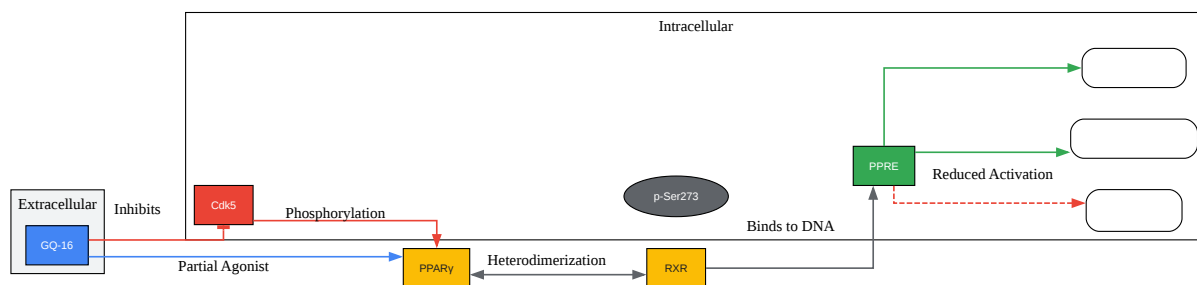 Intracellular
PPRE
Reduced Activation
p-Ser273
Extracellular
Inhibits
Cdk5
Phosphorylation
Binds to DNA
GQ-16
Partial Agonist
PPARγ
Heterodimerization
RXR